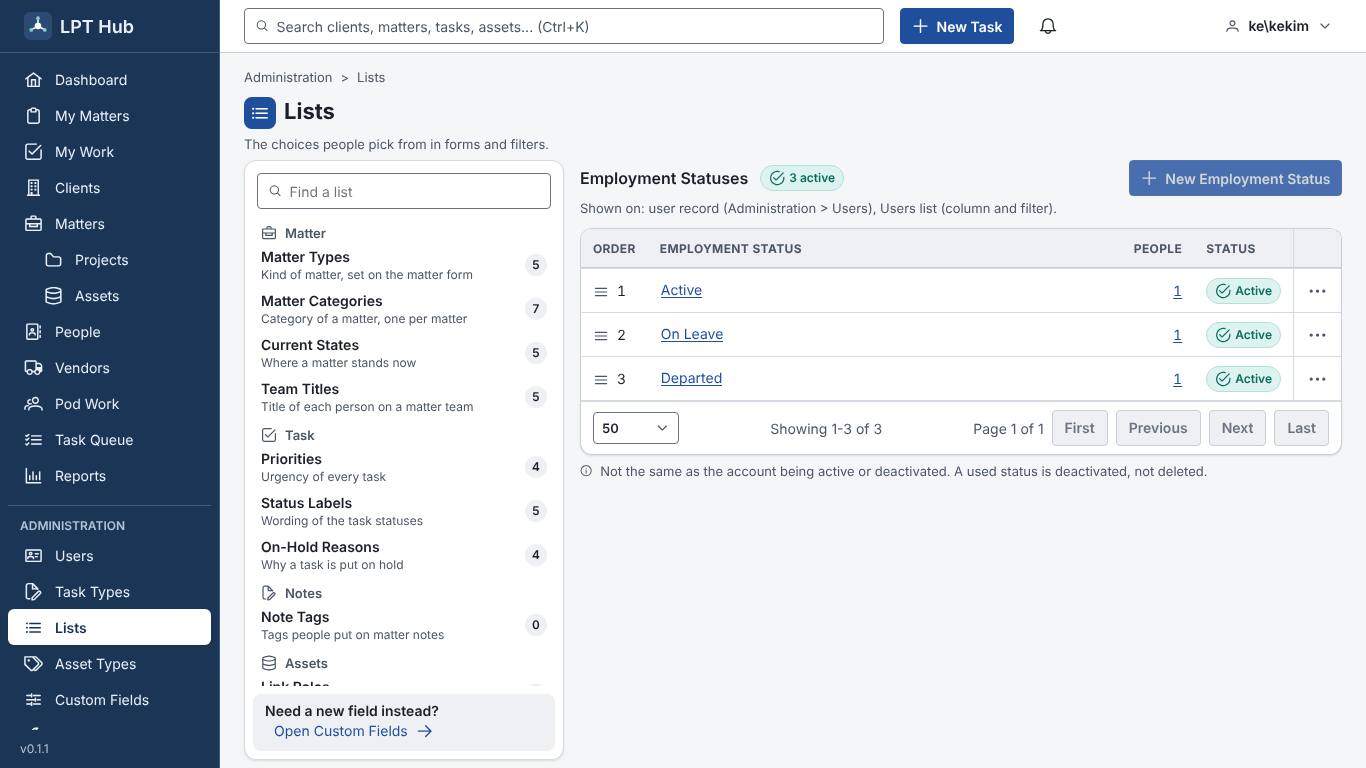 LPT Hub
Search clients, matters, tasks, assets... (Ctrl+K)
New Task
ke\kekim
Dashboard
My Matters
My Work
Clients
Matters
Projects
Assets
People
Vendors
Pod Work
Task Queue
Reports
ADMINISTRATION
Users
Task Types
Lists
Asset Types
Custom Fields
v0.1.1
Administration > Lists
Lists
The choices people pick from in forms and filters.
Find a list
Matter
Matter Types
Kind of matter, set on the matter form
5
Matter Categories
Category of a matter, one per matter
7
Current States
Where a matter stands now
5
Team Titles
Title of each person on a matter team
5
Task
Priorities
Urgency of every task
4
Status Labels
Wording of the task statuses
5
On-Hold Reasons
Why a task is put on hold
4
Notes
Note Tags
Tags people put on matter notes
0
Assets
Need a new field instead?
Open Custom Fields
Employment Statuses
3 active
New Employment Status
Shown on: user record (Administration > Users), Users list (column and filter).
ORDER EMPLOYMENT STATUS PEOPLE STATUS
1 Active 1 Active
2 On Leave 1 Active
3 Departed 1 Active
50 Showing 1-3 of 3 Page 1 of 1 First Previous Next Last
Not the same as the account being active or deactivated. A used status is deactivated, not deleted.